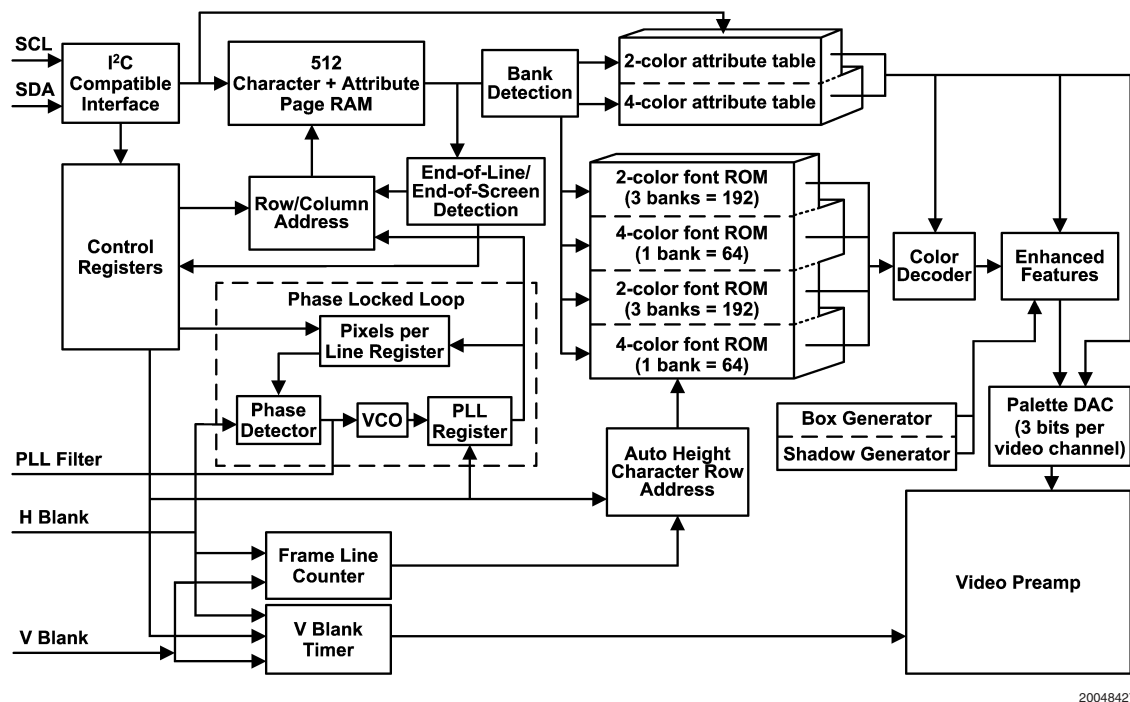 SCL
SDA
I²C
Compatible
Interface
512
Character + Attribute
Page RAM
Bank
Detection
2-color attribute table
4-color attribute table
Control
Registers
Row/Column
Address
End-of-Line/
End-of-Screen
Detection
2-color font ROM
(3 banks = 192)
4-color font ROM
(1 bank = 64)
2-color font ROM
(3 banks = 192)
4-color font ROM
(1 bank = 64)
Color
Decoder
Enhanced
Features
Phase Locked Loop
Pixels per
Line Register
Phase
Detector
VCO
PLL
Register
Box Generator
Shadow Generator
Palette DAC
(3 bits per
video channel)
PLL Filter
Auto Height
Character Row
Address
H Blank
Frame Line
Counter
V Blank
V Blank
Timer
Video Preamp